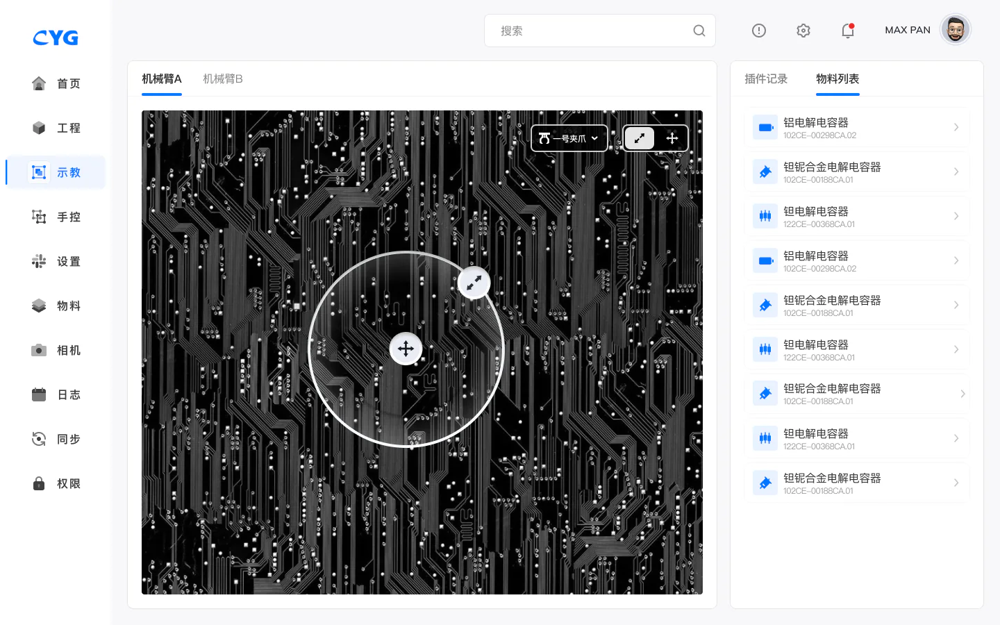 CYG
首页
工程
示教
手控
设置
物料
相机
日志
同步
权限
搜索
MAX PAN
机械臂A
机械臂B
一号夹爪
插件记录
物料列表
铝电解电容器
102CE-00298CA.02
钽铌合金电解电容器
102CE-00188CA.01
钽电解电容器
122CE-00368CA.01
铝电解电容器
102CE-00298CA.02
钽铌合金电解电容器
102CE-00188CA.01
钽电解电容器
122CE-00368CA.01
钽铌合金电解电容器
102CE-00188CA.01
钽电解电容器
122CE-00368CA.01
钽铌合金电解电容器
102CE-00188CA.01